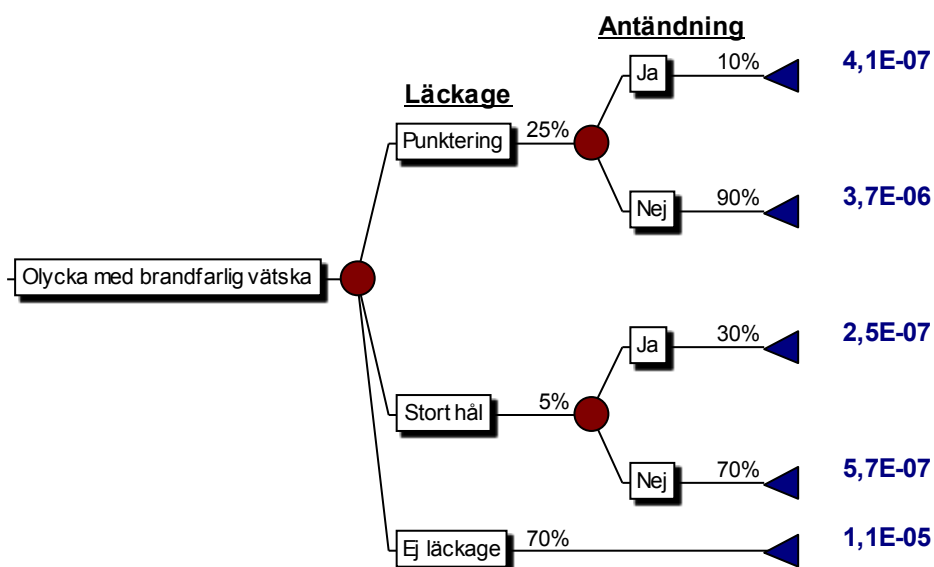 Antändning
Ja 10% 4,1E-07
Läckage
Punktering 25%
Nej 90% 3,7E-06
Olycka med brandfarlig vätska
Ja 30% 2,5E-07
Stort hål 5%
Nej 70% 5,7E-07
Ej läckage 70% 1,1E-05